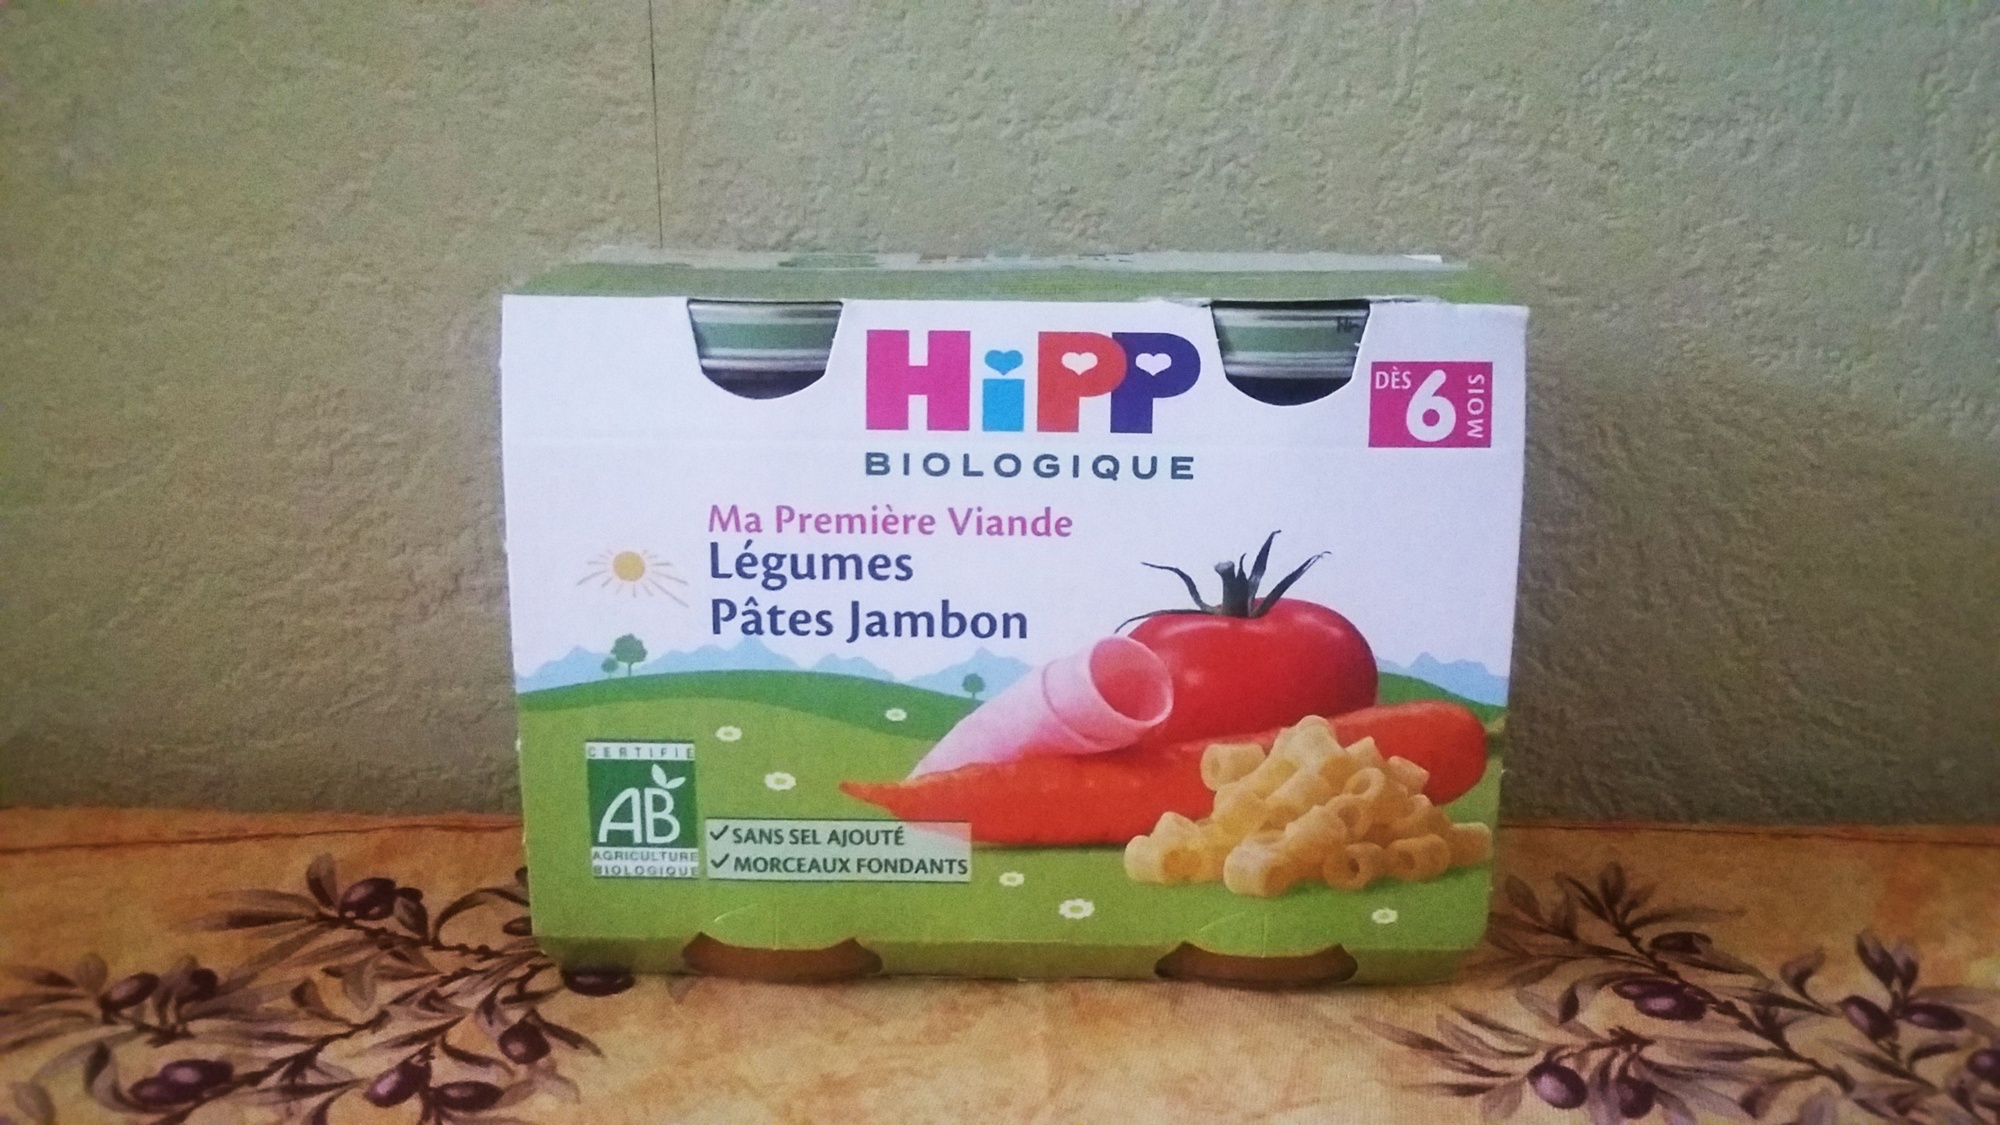 HiPP
BIOLOGIQUE
DÈS 6 MOIS
Ma Première Viande
Légumes
Pâtes Jambon
CERTIFIÉ
AB
AGRICULTURE
BIOLOGIQUE
✓ SANS SEL AJOUTÉ
✓ MORCEAUX FONDANTS